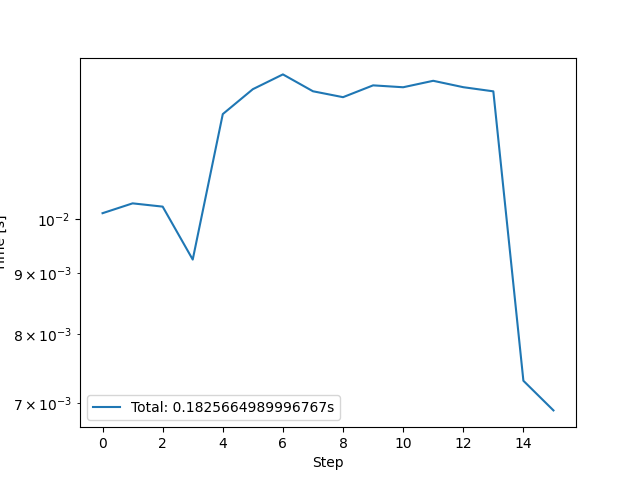 Time [s]
10⁻²
9 × 10⁻³
8 × 10⁻³
7 × 10⁻³
Total: 0.1825664989996767s
0 2 4 6 8 10 12 14
Step